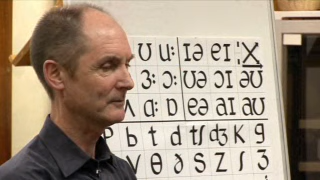 ʊ uː ɪə eɪ X
ɜː ɔː ʊə ɔɪ əʊ
ʌ ɑː ɒ eə aɪ aʊ
p b t d tʃ dʒ k g
v θ ð s z ʃ ʒ